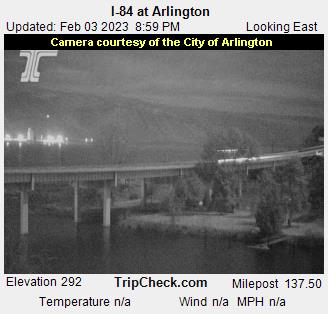 I-84 at Arlington
Updated: Feb 03 2023 8:59 PM Looking East
Camera courtesy of the City of Arlington
Elevation 292 TripCheck.com Milepost 137.50
Temperature n/a Wind n/a MPH n/a